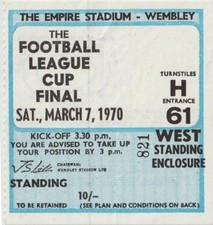 THE EMPIRE STADIUM - WEMBLEY
THE
FOOTBALL
LEAGUE
CUP
FINAL
SAT., MARCH 7, 1970
TURNSTILES
H
ENTRANCE
61
KICK-OFF 3.30 p.m.
YOU ARE ADVISED TO TAKE UP
YOUR POSITION BY 3 p.m.
821
WEST
STANDING
ENCLOSURE
CHAIRMAN:
WEMBLEY STADIUM LTD
STANDING
10/-
TO BE RETAINED
(SEE PLAN AND CONDITIONS ON BACK)